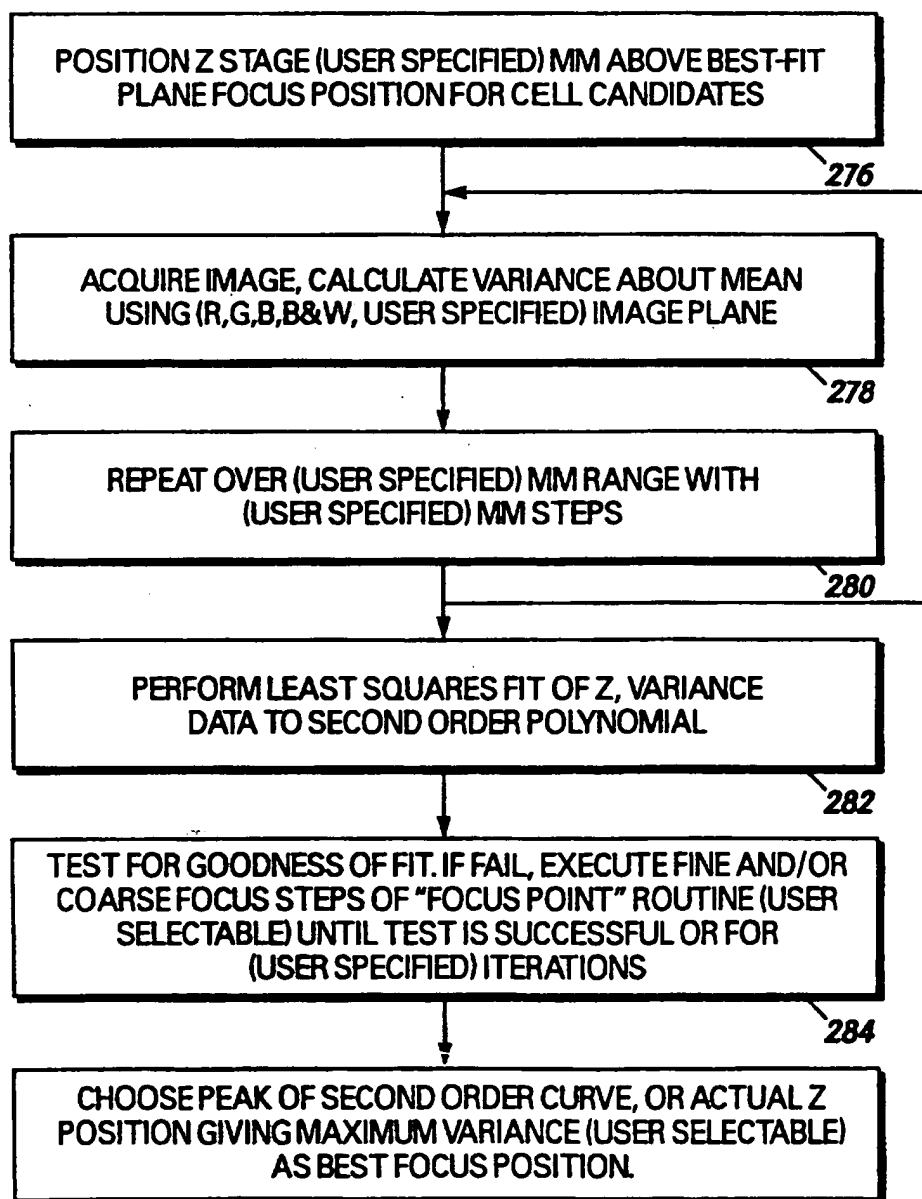 POSITION Z STAGE (USER SPECIFIED) MM ABOVE BEST-FIT
PLANE FOCUS POSITION FOR CELL CANDIDATES
276
ACQUIRE IMAGE, CALCULATE VARIANCE ABOUT MEAN
USING (R,G,B,B&W, USER SPECIFIED) IMAGE PLANE
278
REPEAT OVER (USER SPECIFIED) MM RANGE WITH
(USER SPECIFIED) MM STEPS
280
PERFORM LEAST SQUARES FIT OF Z, VARIANCE
DATA TO SECOND ORDER POLYNOMIAL
282
TEST FOR GOODNESS OF FIT. IF FAIL, EXECUTE FINE AND/OR
COARSE FOCUS STEPS OF "FOCUS POINT" ROUTINE (USER
SELECTABLE) UNTIL TEST IS SUCCESSFUL OR FOR
(USER SPECIFIED) ITERATIONS
284
CHOOSE PEAK OF SECOND ORDER CURVE, OR ACTUAL Z
POSITION GIVING MAXIMUM VARIANCE (USER SELECTABLE)
AS BEST FOCUS POSITION.